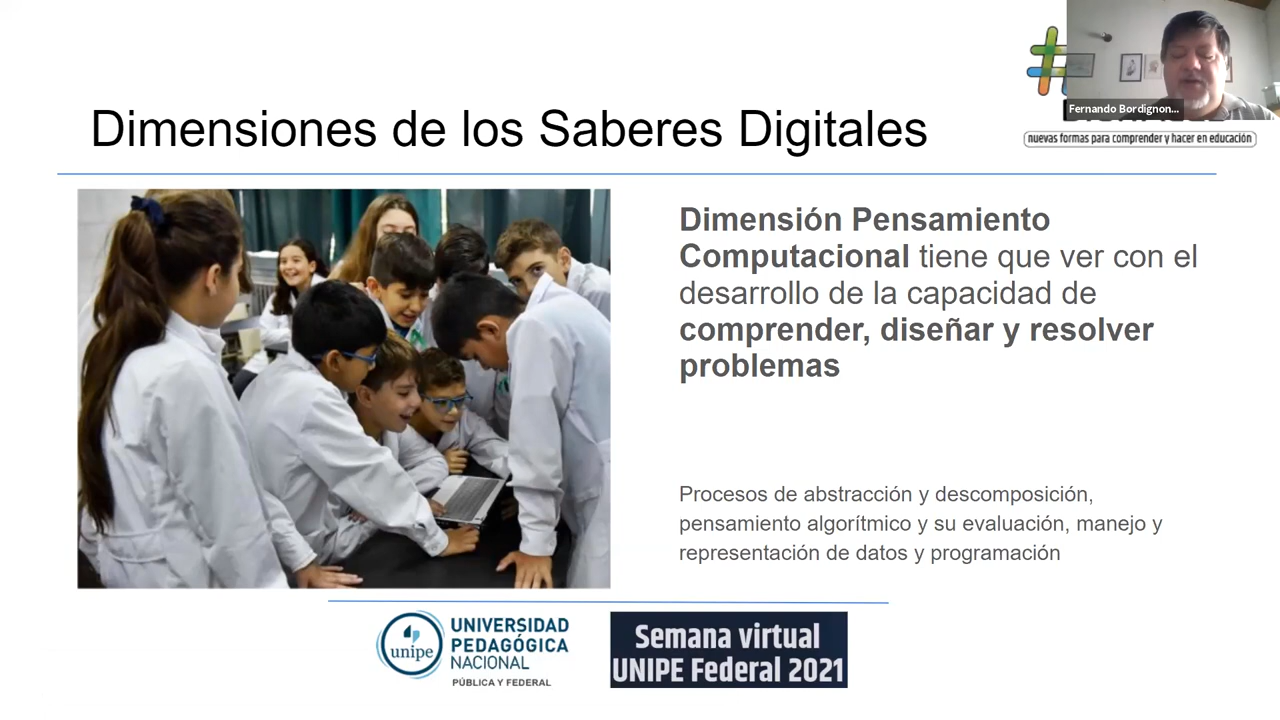 Dimensiones de los Saberes Digitales
Fernando Bordignon...
nuevas formas para comprender y hacer en educación
Dimensión Pensamiento
Computacional tiene que ver con el
desarrollo de la capacidad de
comprender, diseñar y resolver
problemas
Procesos de abstracción y descomposición,
pensamiento algorítmico y su evaluación, manejo y
representación de datos y programación
unipe
UNIVERSIDAD
PEDAGÓGICA
NACIONAL
PÚBLICA Y FEDERAL
Semana virtual
UNIPE Federal 2021